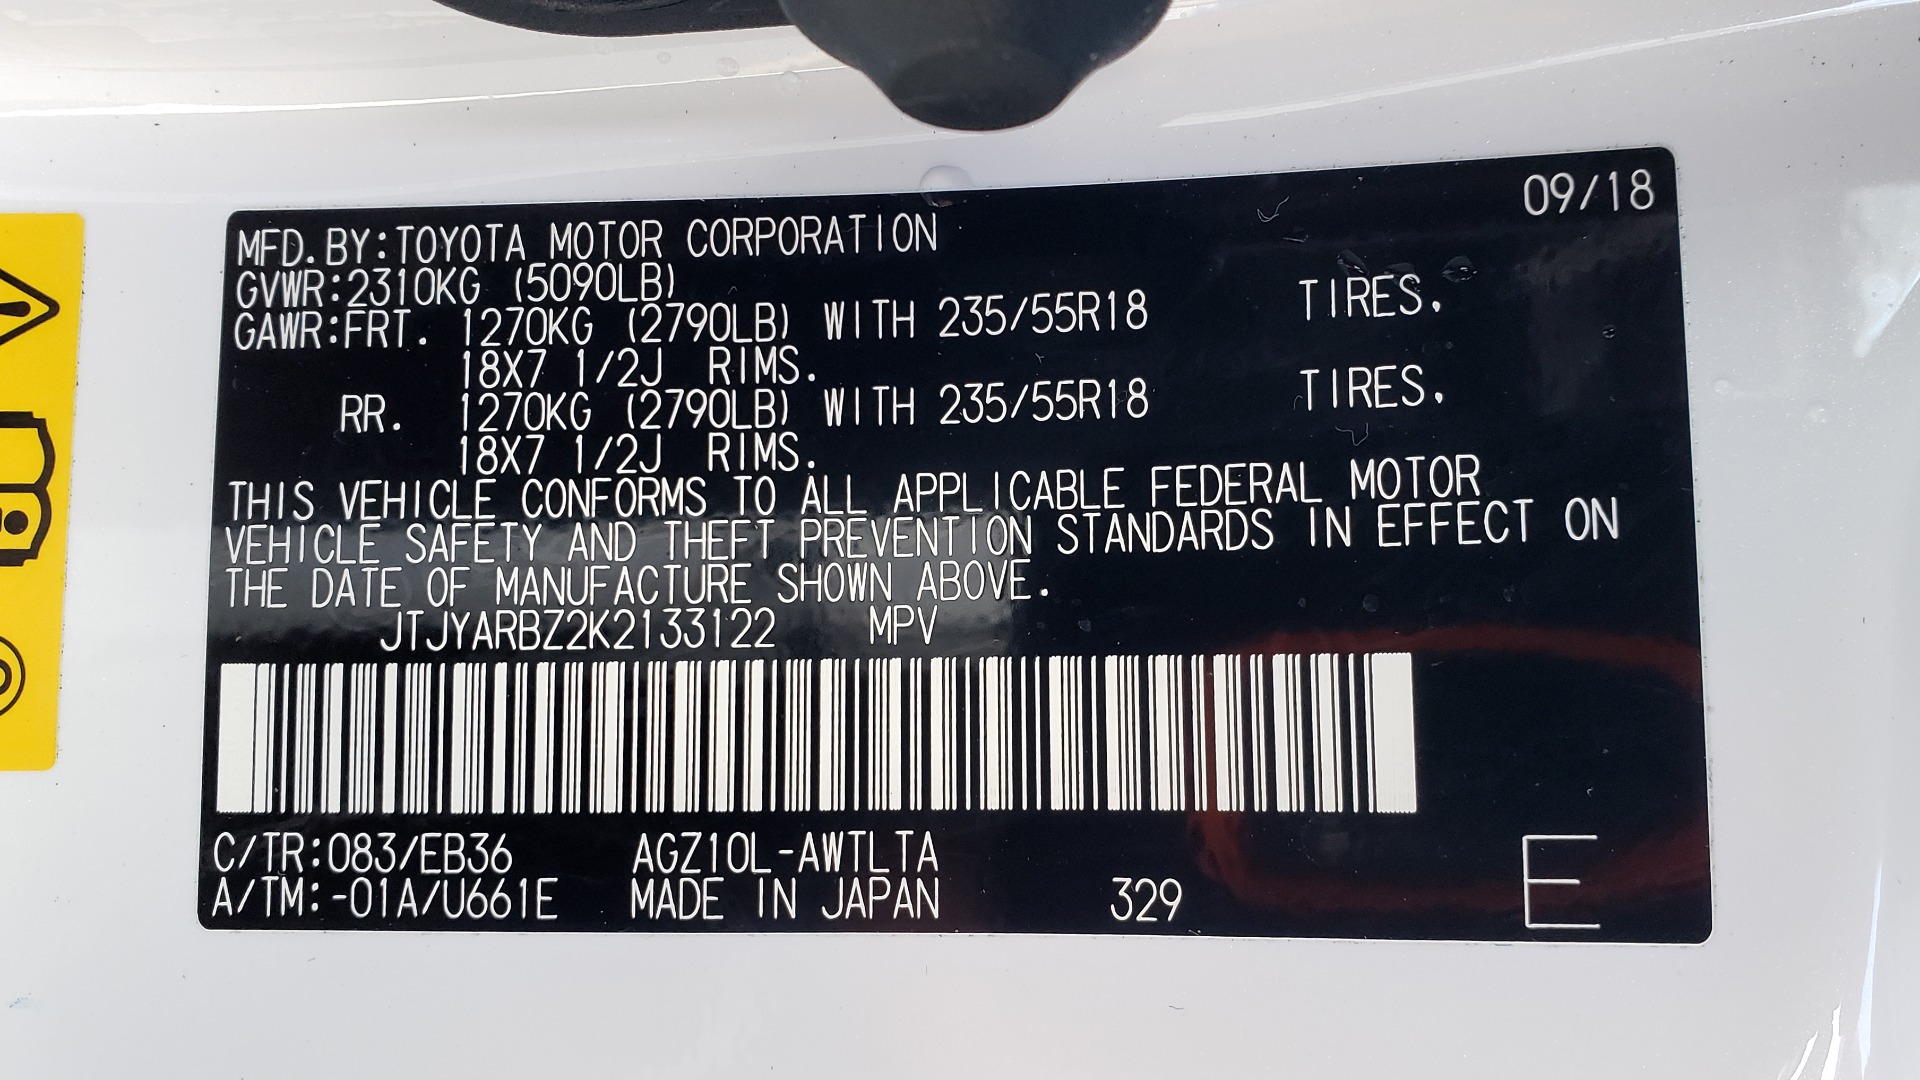 09/18
MFD.BY:TOYOTA MOTOR CORPORATION
GVWR:2310KG (5090LB)
GAWR:FRT. 1270KG (2790LB) WITH 235/55R18 TIRES.
18X7 1/2J RIMS.
RR. 1270KG (2790LB) WITH 235/55R18 TIRES.
18X7 1/2J RIMS.
THIS VEHICLE CONFORMS TO ALL APPLICABLE FEDERAL MOTOR
VEHICLE SAFETY AND THEFT PREVENTION STANDARDS IN EFFECT ON
THE DATE OF MANUFACTURE SHOWN ABOVE.
JTJYARBZ2K2133122 MPV
C/TR:083/EB36 AGZ10L-AWTLTA
A/TM:-01A/U661E MADE IN JAPAN 329 E